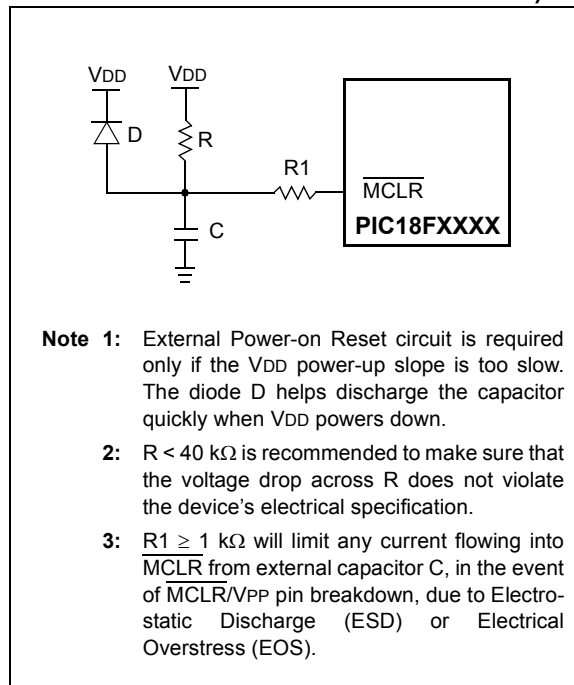 VDD VDD
D
R
R1
MCLR
C
PIC18FXXXX
Note 1: External Power-on Reset circuit is required
only if the VDD power-up slope is too slow.
The diode D helps discharge the capacitor
quickly when VDD powers down.
2: R < 40 kΩ is recommended to make sure that
the voltage drop across R does not violate
the device's electrical specification.
3: R1 ≥ 1 kΩ will limit any current flowing into
MCLR from external capacitor C, in the event
of MCLR/VPP pin breakdown, due to Electro-
static Discharge (ESD) or Electrical
Overstress (EOS).